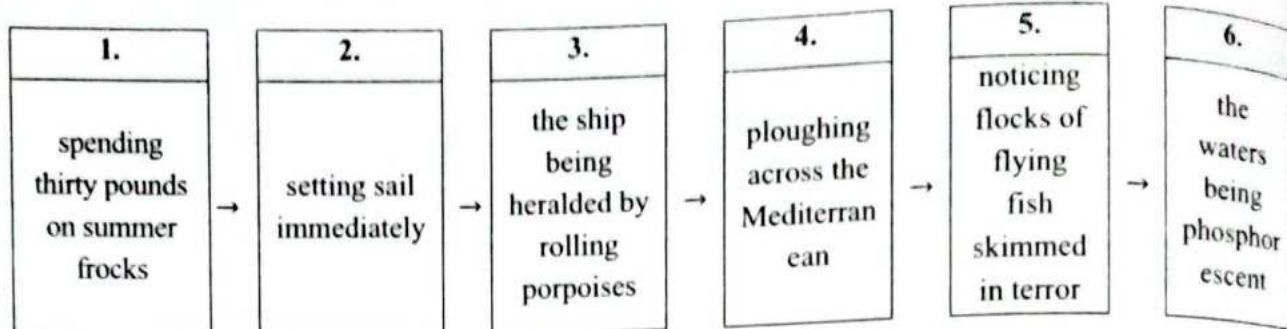 1.
spending
thirty pounds
on summer
frocks
→
2.
setting sail
immediately
→
3.
the ship
being
heralded by
rolling
porpoises
→
4.
ploughing
across the
Mediterran
ean
→
5.
noticing
flocks of
flying
fish
skimmed
in terror
→
6.
the
waters
being
phosphor
escent